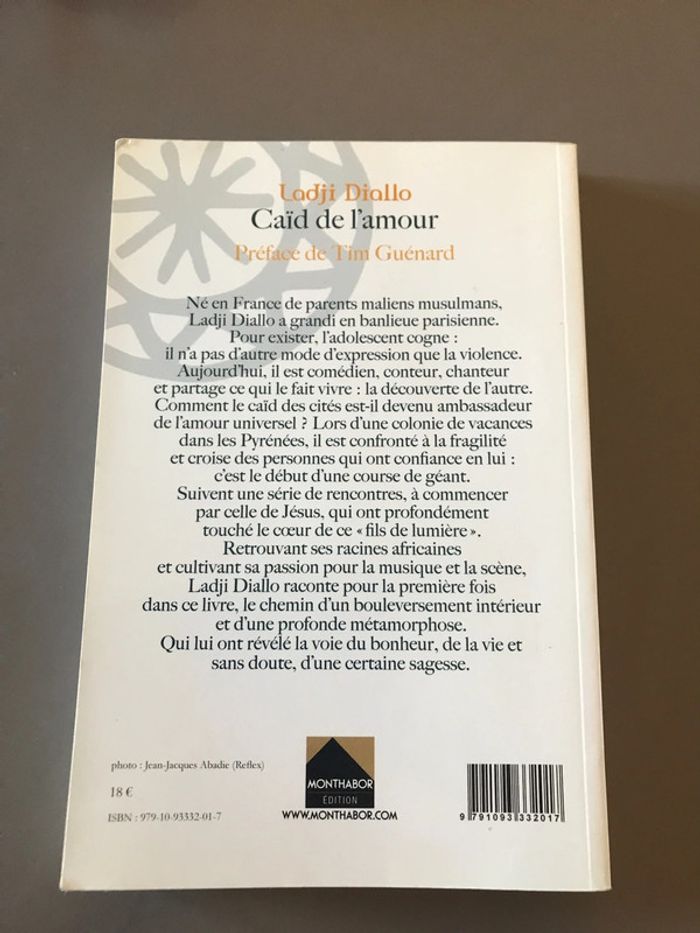 Ladji Diallo
Caïd de l'amour
Préface de Tim Guénard
Né en France de parents maliens musulmans,
Ladji Diallo a grandi en banlieue parisienne.
Pour exister, l'adolescent cogne :
il n'a pas d'autre mode d'expression que la violence.
Aujourd'hui, il est comédien, conteur, chanteur
et partage ce qui le fait vivre : la découverte de l'autre.
Comment le caïd des cités est-il devenu ambassadeur
de l'amour universel ? Lors d'une colonie de vacances
dans les Pyrénées, il est confronté à la fragilité
et croise des personnes qui ont confiance en lui :
c'est le début d'une course de géant.
Suivent une série de rencontres, à commencer
par celle de Jésus, qui ont profondément
touché le cœur de ce « fils de lumière ».
Retrouvant ses racines africaines
et cultivant sa passion pour la musique et la scène,
Ladji Diallo raconte pour la première fois
dans ce livre, le chemin d'un bouleversement intérieur
et d'une profonde métamorphose.
Qui lui ont révélé la voie du bonheur, de la vie et
sans doute, d'une certaine sagesse.
photo : Jean-Jacques Abadie (Reflex)
18 €
ISBN : 979-10-93332-01-7
MONTHABOR
ÉDITION
WWW.MONTHABOR.COM
9 791093 332017